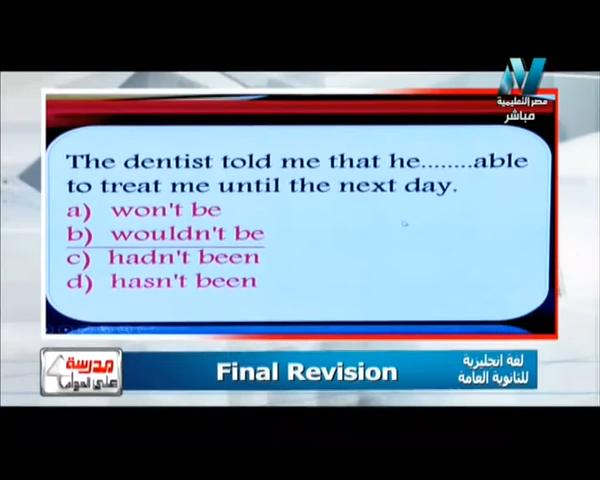 مصر التعليمية
مباشر
The dentist told me that he........able
to treat me until the next day.
a) won't be
b) wouldn't be
c) hadn't been
d) hasn't been
مدرسة
على الهواء
Final Revision
لغة انجليزية
للثانوية العامة